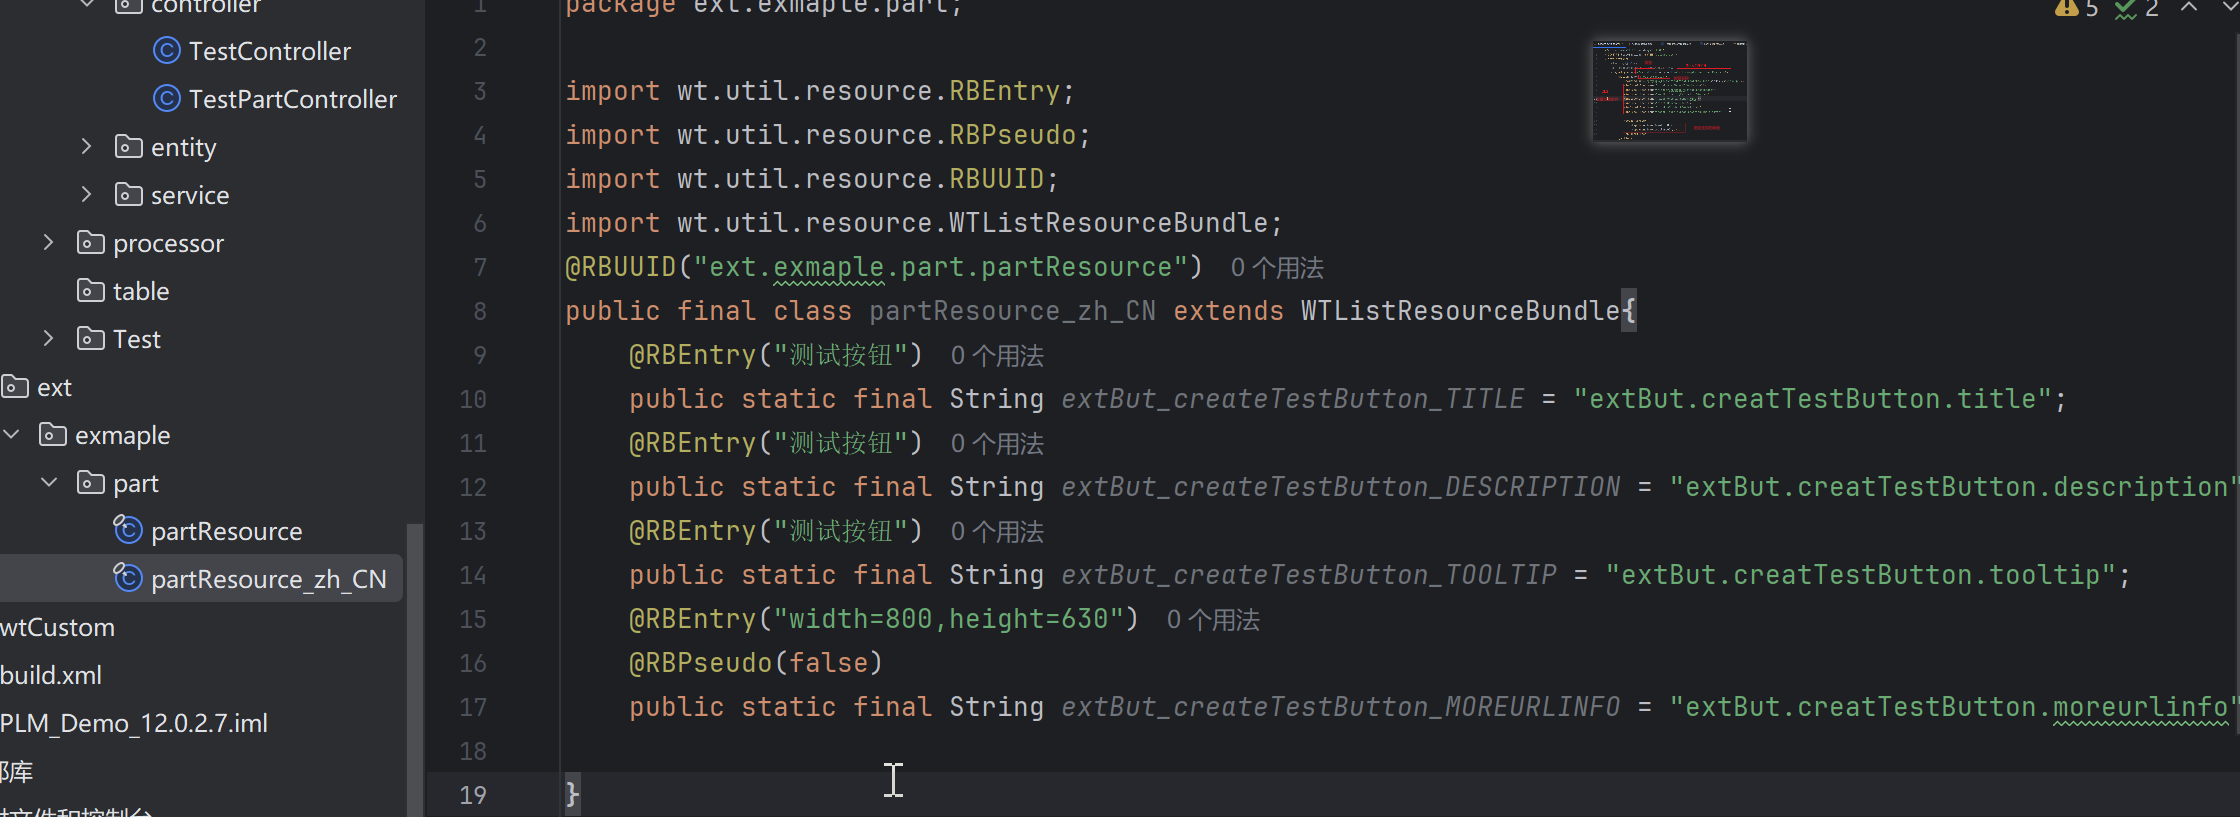 controller
TestController
TestPartController
entity
service
processor
table
Test
ext
exmaple
part
partResource
partResource_zh_CN
wtCustom
build.xml
PLM_Demo_12.0.2.7.iml
部库
5 2
1 package ext.exmaple.part;
2
3 import wt.util.resource.RBEntry;
4 import wt.util.resource.RBPseudo;
5 import wt.util.resource.RBUUID;
6 import wt.util.resource.WTListResourceBundle;
7 @RBUUID("ext.exmaple.part.partResource") 0 个用法
8 public final class partResource_zh_CN extends WTListResourceBundle{
9 @RBEntry("测试按钮") 0 个用法
10 public static final String extBut_createTestButton_TITLE = "extBut.creatTestButton.title";
11 @RBEntry("测试按钮") 0 个用法
12 public static final String extBut_createTestButton_DESCRIPTION = "extBut.creatTestButton.description"
13 @RBEntry("测试按钮") 0 个用法
14 public static final String extBut_createTestButton_TOOLTIP = "extBut.creatTestButton.tooltip";
15 @RBEntry("width=800,height=630") 0 个用法
16 @RBPseudo(false)
17 public static final String extBut_createTestButton_MOREURLINFO = "extBut.creatTestButton.moreurlinfo"
18
19 }